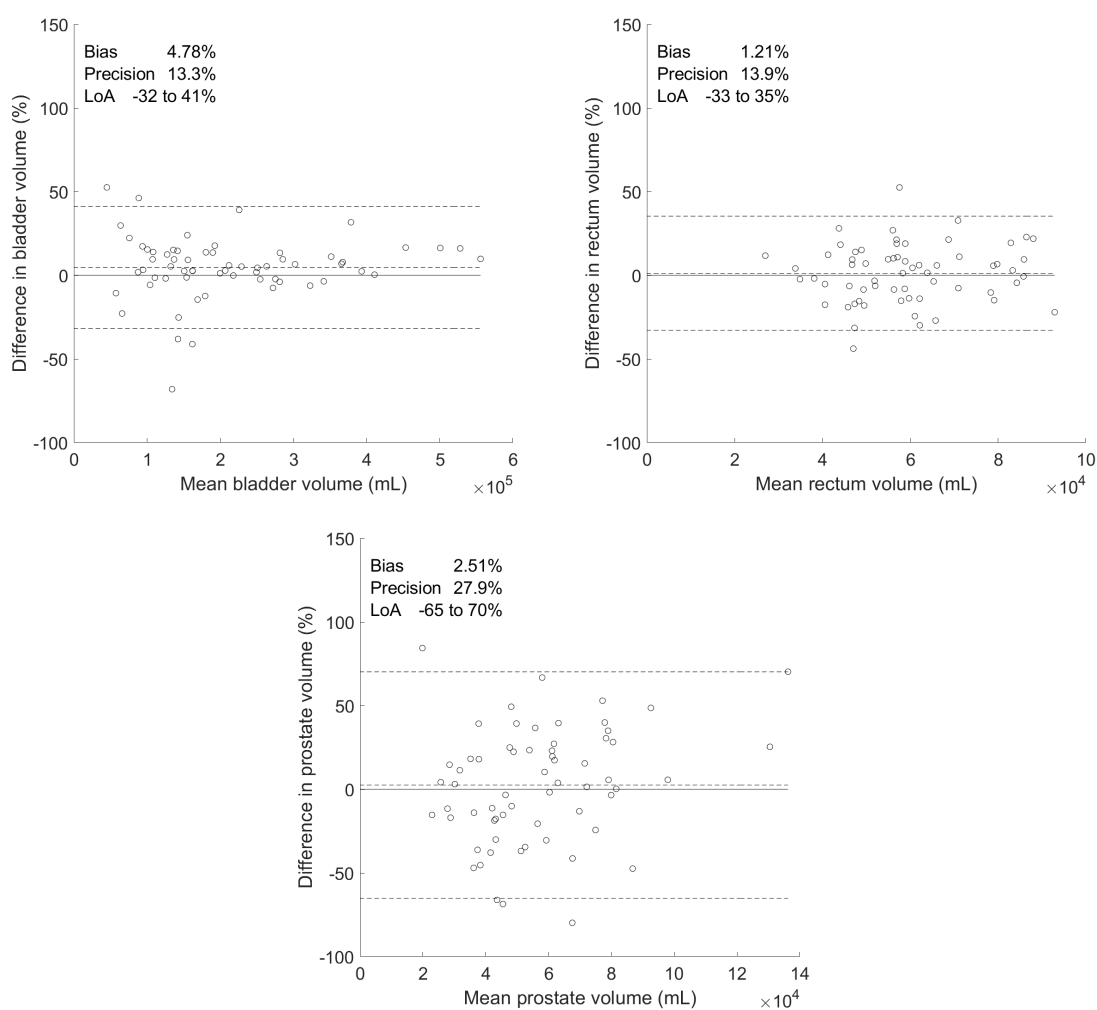 150
100
50
0
-50
-100
Difference in bladder volume (%)
Bias 4.78%
Precision 13.3%
LoA -32 to 41%
0 1 2 3 4 5 6
Mean bladder volume (mL)
×10^5
150
100
50
0
-50
-100
Difference in rectum volume (%)
Bias 1.21%
Precision 13.9%
LoA -33 to 35%
0 2 4 6 8 10
Mean rectum volume (mL)
×10^4
150
100
50
0
-50
-100
Difference in prostate volume (%)
Bias 2.51%
Precision 27.9%
LoA -65 to 70%
0 2 4 6 8 10 12 14
Mean prostate volume (mL)
×10^4